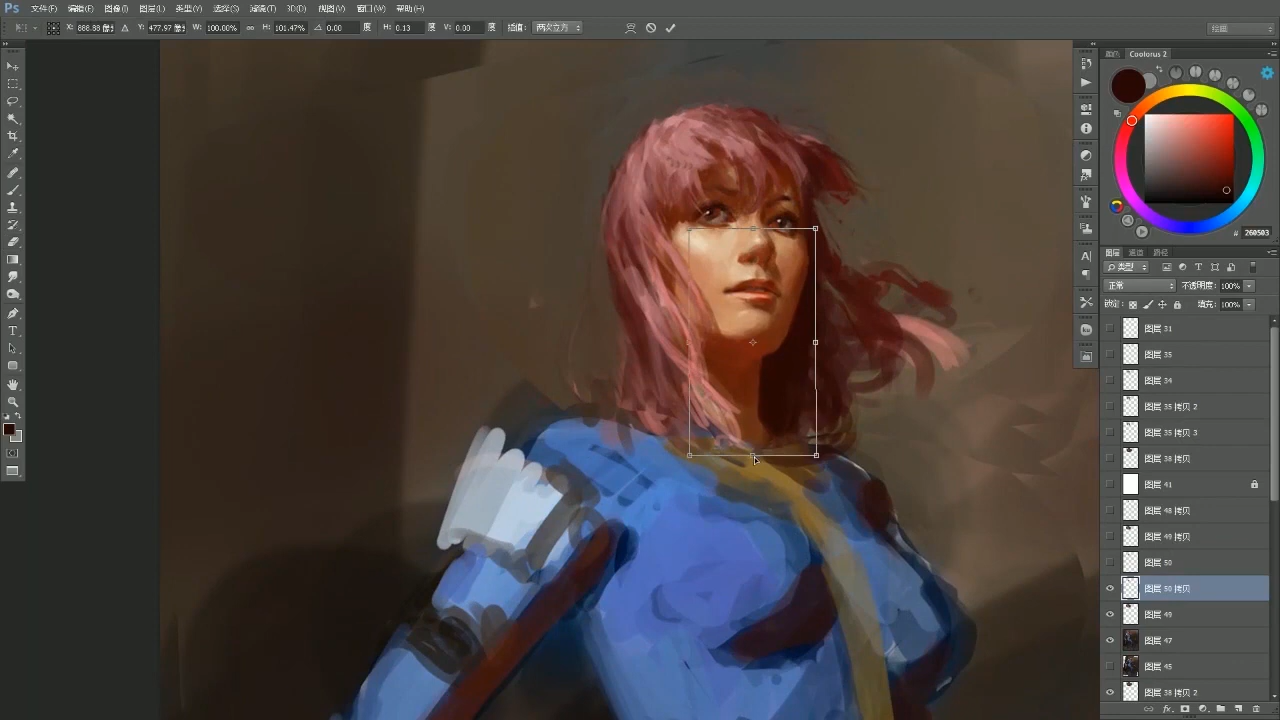 Ps 文件(F) 编辑(E) 图像(I) 图层(L) 类型(Y) 选择(S) 滤镜(T) 3D(D) 视图(V) 窗口(W) 帮助(H)
X: 888.88 像素 Y: 477.97 像素 W: 100.00% H: 101.47% 0.00 度 H: 0.13 度 V: 0.00 度 插值: 两次立方 绘图
颜色 Coolorus 2
# 260503
图层 通道 路径
类型
正常 不透明度: 100%
锁定: 填充: 100%
图层 31
图层 35
图层 34
图层 35 拷贝 2
图层 35 拷贝 3
图层 38 拷贝
图层 41
图层 48 拷贝
图层 49 拷贝
图层 50
图层 50 拷贝
图层 49
图层 47
图层 45
图层 38 拷贝 2
fx